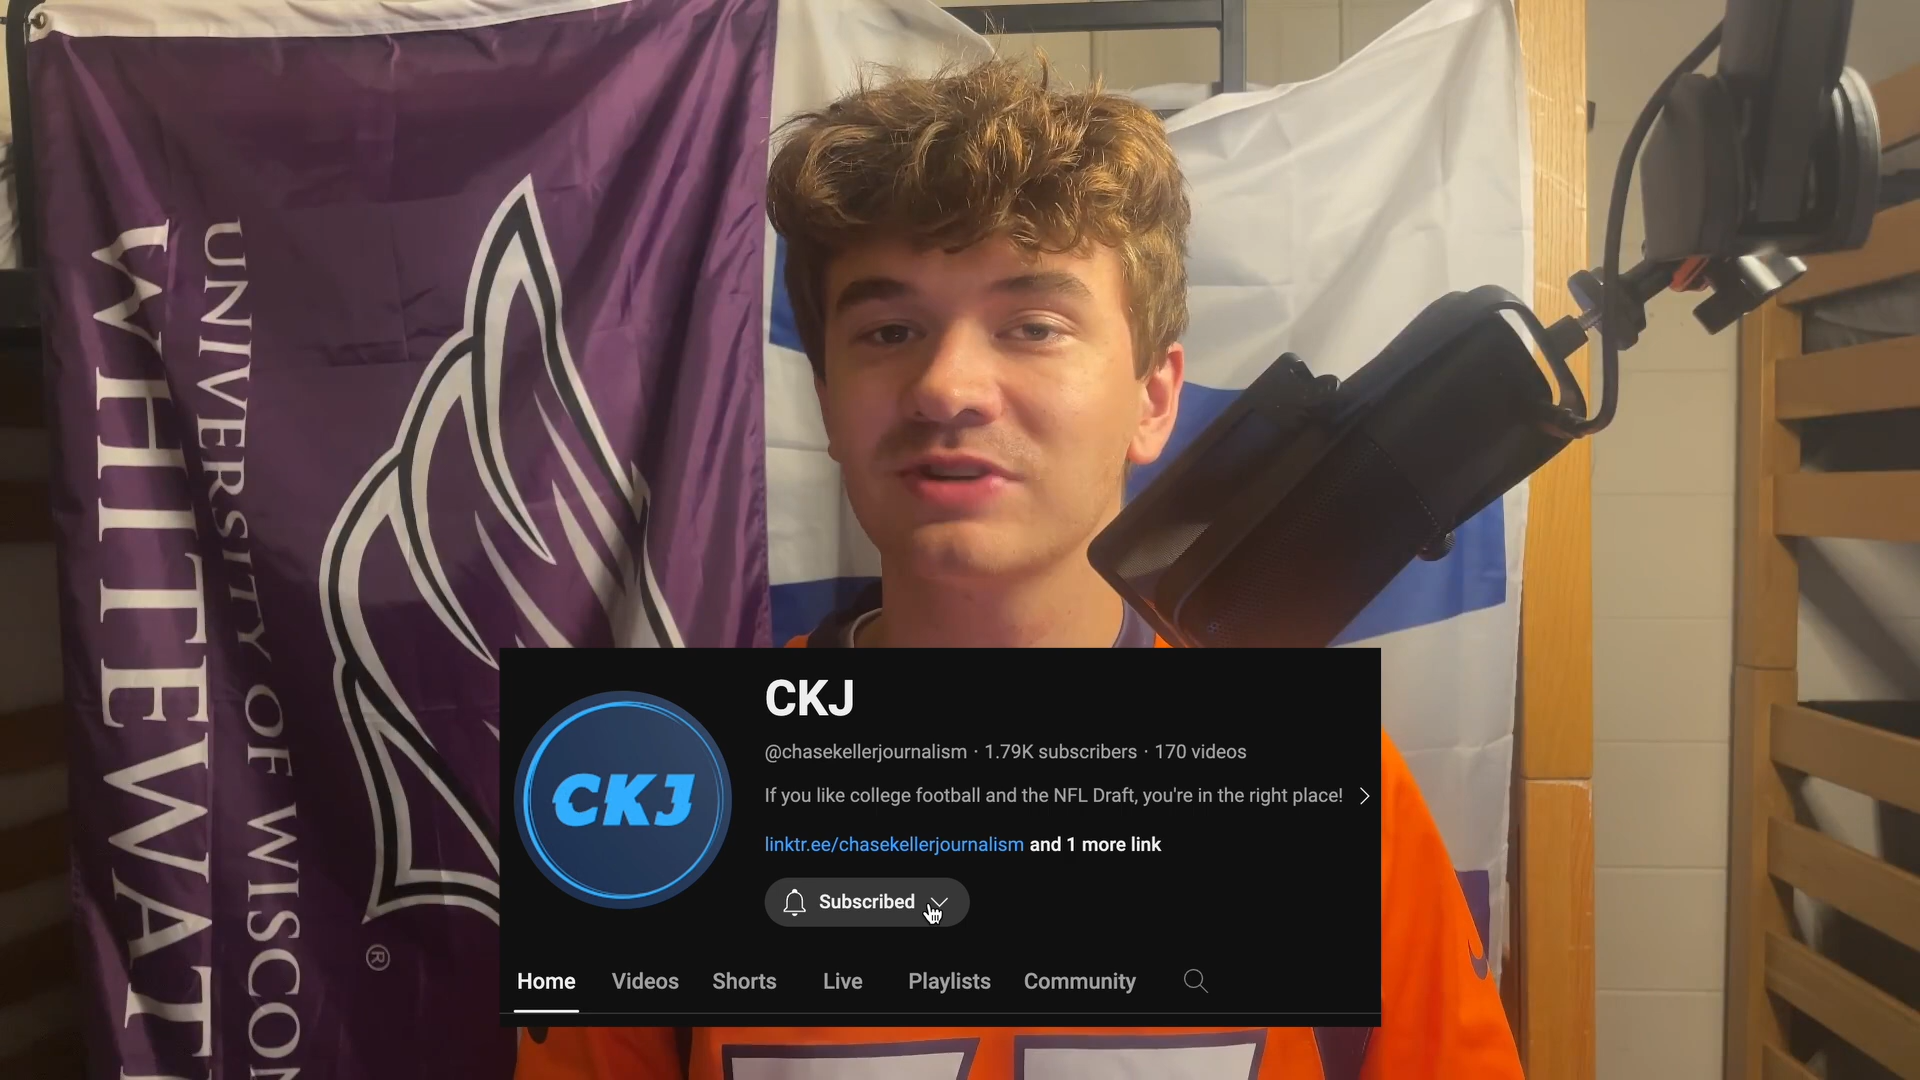 UNIVERSITY OF WISCON
WHITEWAT
®
CKJ
CKJ
@chasekellerjournalism · 1.79K subscribers · 170 videos
If you like college football and the NFL Draft, you're in the right place!
linktr.ee/chasekellerjournalism and 1 more link
Subscribed
Home Videos Shorts Live Playlists Community